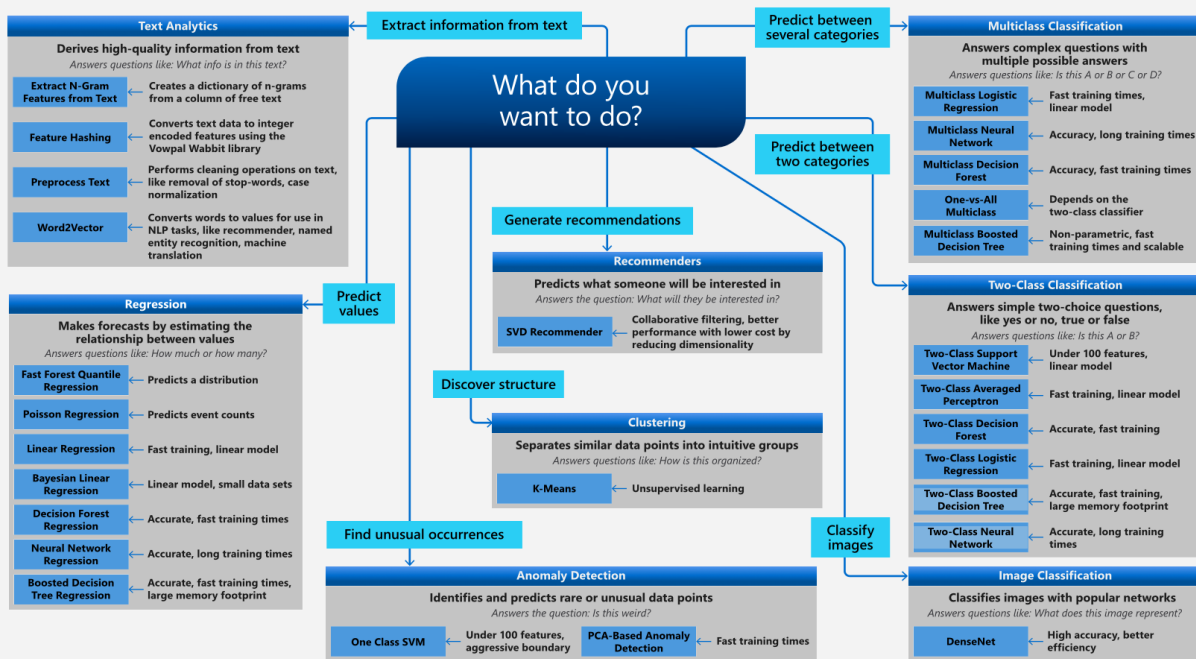 What do you
want to do?
Extract information from text
Text Analytics
Derives high-quality information from text
Answers questions like: What info is in this text?
Extract N-Gram
Features from Text
Creates a dictionary of n-grams
from a column of free text
Feature Hashing
Converts text data to integer
encoded features using the
Vowpal Wabbit library
Preprocess Text
Performs cleaning operations on text,
like removal of stop-words, case
normalization
Word2Vector
Converts words to values for use in
NLP tasks, like recommender, named
entity recognition, machine
translation
Predict
values
Regression
Makes forecasts by estimating the
relationship between values
Answers questions like: How much or how many?
Fast Forest Quantile
Regression
Predicts a distribution
Poisson Regression
Predicts event counts
Linear Regression
Fast training, linear model
Bayesian Linear
Regression
Linear model, small data sets
Decision Forest
Regression
Accurate, fast training times
Neural Network
Regression
Accurate, long training times
Boosted Decision
Tree Regression
Accurate, fast training times,
large memory footprint
Generate recommendations
Recommenders
Predicts what someone will be interested in
Answers the question: What will they be interested in?
SVD Recommender
Collaborative filtering, better
performance with lower cost by
reducing dimensionality
Discover structure
Clustering
Separates similar data points into intuitive groups
Answers questions like: How is this organized?
K-Means
Unsupervised learning
Find unusual occurrences
Anomaly Detection
Identifies and predicts rare or unusual data points
Answers the question: Is this weird?
One Class SVM
Under 100 features,
aggressive boundary
PCA-Based Anomaly
Detection
Fast training times
Predict between
several categories
Multiclass Classification
Answers complex questions with
multiple possible answers
Answers questions like: Is this A or B or C or D?
Multiclass Logistic
Regression
Fast training times,
linear model
Multiclass Neural
Network
Accuracy, long training times
Multiclass Decision
Forest
Accuracy, fast training times
One-vs-All
Multiclass
Depends on the
two-class classifier
Multiclass Boosted
Decision Tree
Non-parametric, fast
training times and scalable
Predict between
two categories
Two-Class Classification
Answers simple two-choice questions,
like yes or no, true or false
Answers questions like: Is this A or B?
Two-Class Support
Vector Machine
Under 100 features,
linear model
Two-Class Averaged
Perceptron
Fast training, linear model
Two-Class Decision
Forest
Accurate, fast training
Two-Class Logistic
Regression
Fast training, linear model
Two-Class Boosted
Decision Tree
Accurate, fast training,
large memory footprint
Two-Class Neural
Network
Accurate, long training
times
Classify
images
Image Classification
Classifies images with popular networks
Answers questions like: What does this image represent?
DenseNet
High accuracy, better
efficiency